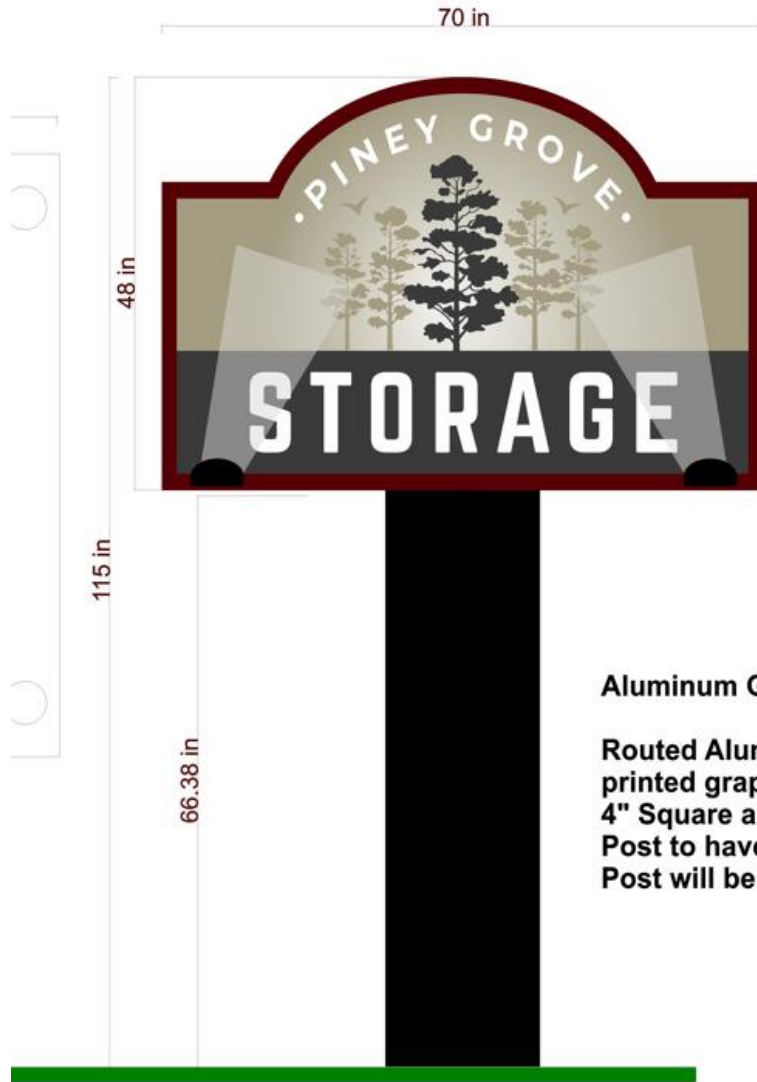 70 in
• PINEY GROVE •
48 in
STORAGE
115 in
66.38 in
Aluminum
Routed
printed
4" Square
Post to have
Post will be